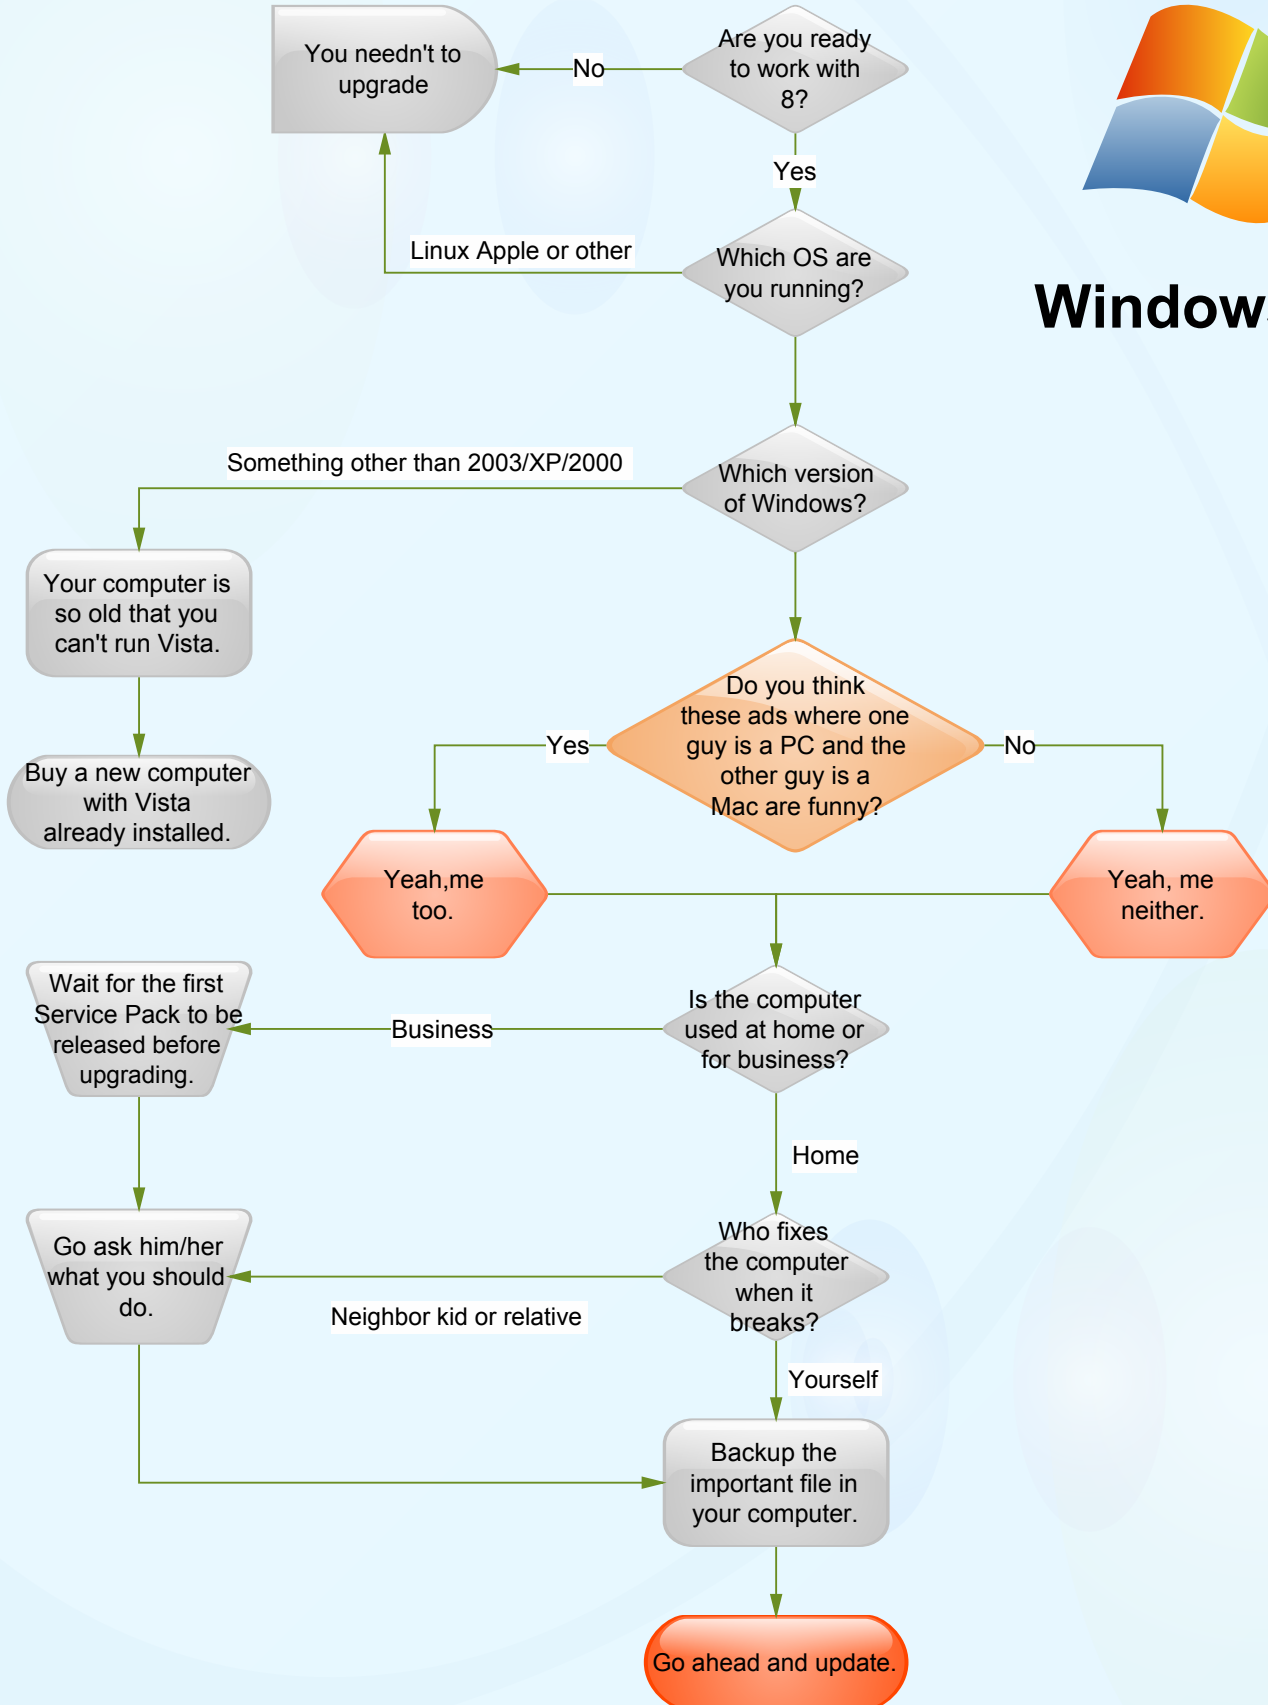 You needn't to
upgrade
No
Are you ready
to work with
8?
Yes
Linux Apple or other
Which OS are
you running?
Windows
Something other than 2003/XP/2000
Which version
of Windows?
Your computer is
so old that you
can't run Vista.
Buy a new computer
with Vista
already installed.
Do you think
these ads where one
guy is a PC and the
other guy is a
Mac are funny?
Yes
No
Yeah,me
too.
Yeah, me
neither.
Wait for the first
Service Pack to be
released before
upgrading.
Business
Is the computer
used at home or
for business?
Home
Go ask him/her
what you should
do.
Neighbor kid or relative
Who fixes
the computer
when it
breaks?
Yourself
Backup the
important file in
your computer.
Go ahead and update.